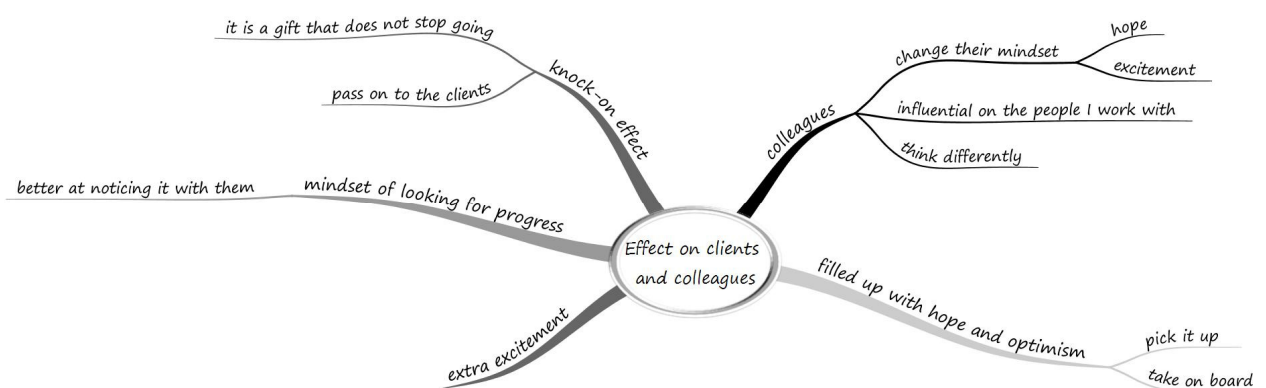 it is a gift that does not stop going
pass on to the clients
knock-on effect
better at noticing it with them
mindset of looking for progress
extra excitement
Effect on clients
and colleagues
colleagues
change their mindset
hope
excitement
influential on the people I work with
think differently
filled up with hope and optimism
pick it up
take on board